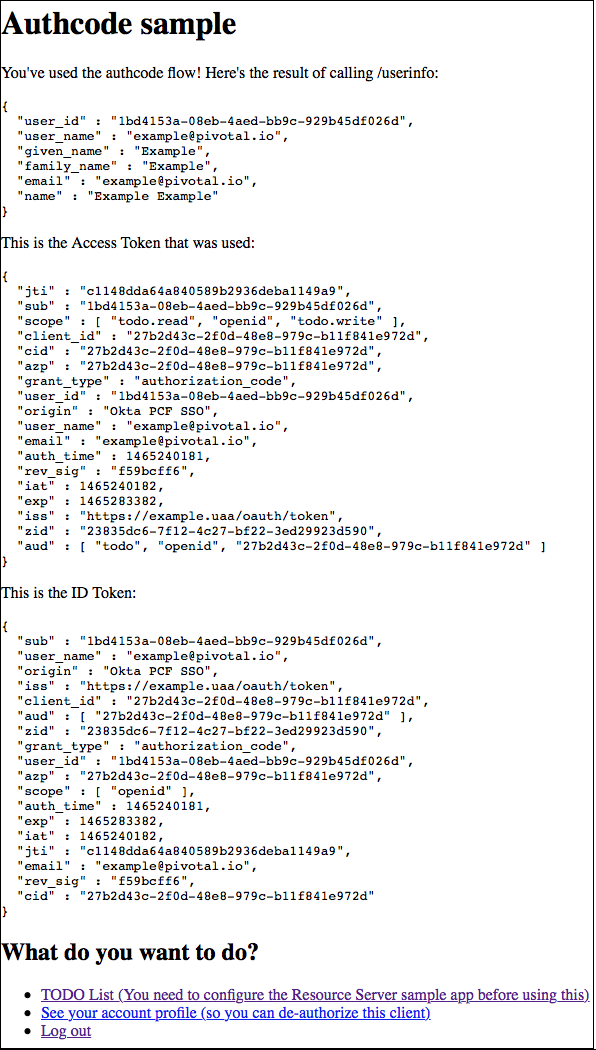 Authcode sample
You've used the authcode flow! Here's the result of calling /userinfo:
{
  "user_id" : "1bd4153a-08eb-4aed-bb9c-929b45df026d",
  "user_name" : "example@pivotal.io",
  "given_name" : "Example",
  "family_name" : "Example",
  "email" : "example@pivotal.io",
  "name" : "Example Example"
}
This is the Access Token that was used:
{
  "jti" : "c1148dda64a840589b2936deba1149a9",
  "sub" : "1bd4153a-08eb-4aed-bb9c-929b45df026d",
  "scope" : [ "todo.read", "openid", "todo.write" ],
  "client_id" : "27b2d43c-2f0d-48e8-979c-b11f841e972d",
  "cid" : "27b2d43c-2f0d-48e8-979c-b11f841e972d",
  "azp" : "27b2d43c-2f0d-48e8-979c-b11f841e972d",
  "grant_type" : "authorization_code",
  "user_id" : "1bd4153a-08eb-4aed-bb9c-929b45df026d",
  "origin" : "Okta PCF SSO",
  "user_name" : "example@pivotal.io",
  "email" : "example@pivotal.io",
  "auth_time" : 1465240181,
  "rev_sig" : "f59bcff6",
  "iat" : 1465240182,
  "exp" : 1465283382,
  "iss" : "https://example.uaa/oauth/token",
  "zid" : "23835dc6-7f12-4c27-bf22-3ed29923d590",
  "aud" : [ "todo", "openid", "27b2d43c-2f0d-48e8-979c-b11f841e972d" ]
}
This is the ID Token:
{
  "sub" : "1bd4153a-08eb-4aed-bb9c-929b45df026d",
  "user_name" : "example@pivotal.io",
  "origin" : "Okta PCF SSO",
  "iss" : "https://example.uaa/oauth/token",
  "client_id" : "27b2d43c-2f0d-48e8-979c-b11f841e972d",
  "aud" : [ "27b2d43c-2f0d-48e8-979c-b11f841e972d" ],
  "zid" : "23835dc6-7f12-4c27-bf22-3ed29923d590",
  "grant_type" : "authorization_code",
  "user_id" : "1bd4153a-08eb-4aed-bb9c-929b45df026d",
  "azp" : "27b2d43c-2f0d-48e8-979c-b11f841e972d",
  "scope" : [ "openid" ],
  "auth_time" : 1465240181,
  "exp" : 1465283382,
  "iat" : 1465240182,
  "jti" : "c1148dda64a840589b2936deba1149a9",
  "email" : "example@pivotal.io",
  "rev_sig" : "f59bcff6",
  "cid" : "27b2d43c-2f0d-48e8-979c-b11f841e972d"
}
What do you want to do?
• TODO List (You need to configure the Resource Server sample app before using this)
• See your account profile (so you can de-authorize this client)
• Log out